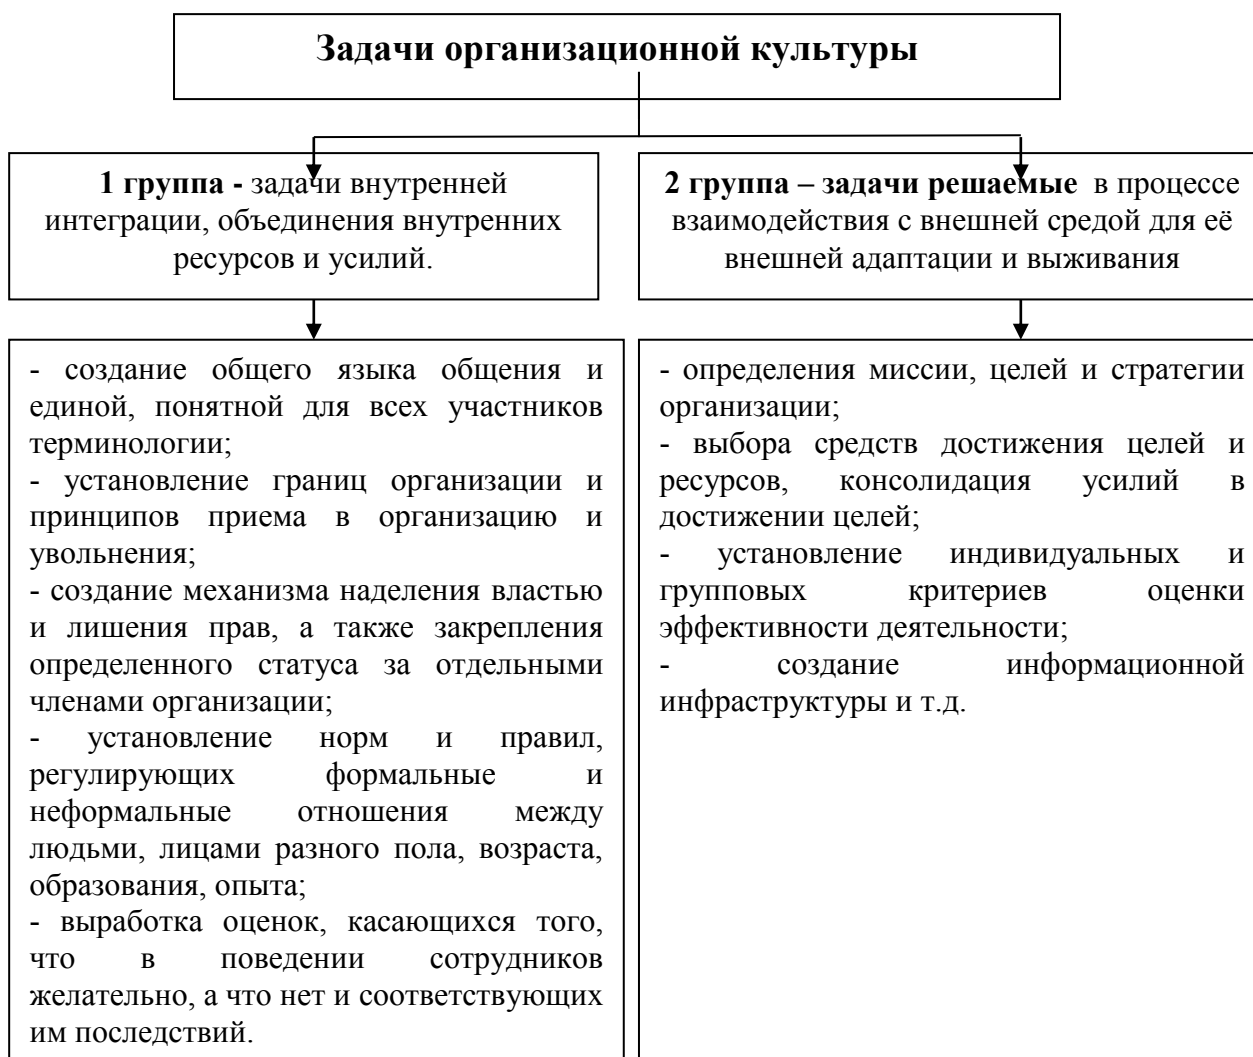 Задачи организационной культуры
1 группа - задачи внутренней
интеграции, объединения внутренних
ресурсов и усилий.
2 группа – задачи решаемые в процессе
взаимодействия с внешней средой для её
внешней адаптации и выживания
- создание общего языка общения и
единой, понятной для всех участников
терминологии;
- установление границ организации и
принципов приема в организацию и
увольнения;
- создание механизма наделения властью
и лишения прав, а также закрепления
определенного статуса за отдельными
членами организации;
- установление норм и правил,
регулирующих формальные и
неформальные отношения между
людьми, лицами разного пола, возраста,
образования, опыта;
- выработка оценок, касающихся того,
что в поведении сотрудников
желательно, а что нет и соответствующих
им последствий.
- определения миссии, целей и стратегии
организации;
- выбора средств достижения целей и
ресурсов, консолидация усилий в
достижении целей;
- установление индивидуальных и
групповых критериев оценки
эффективности деятельности;
- создание информационной
инфраструктуры и т.д.